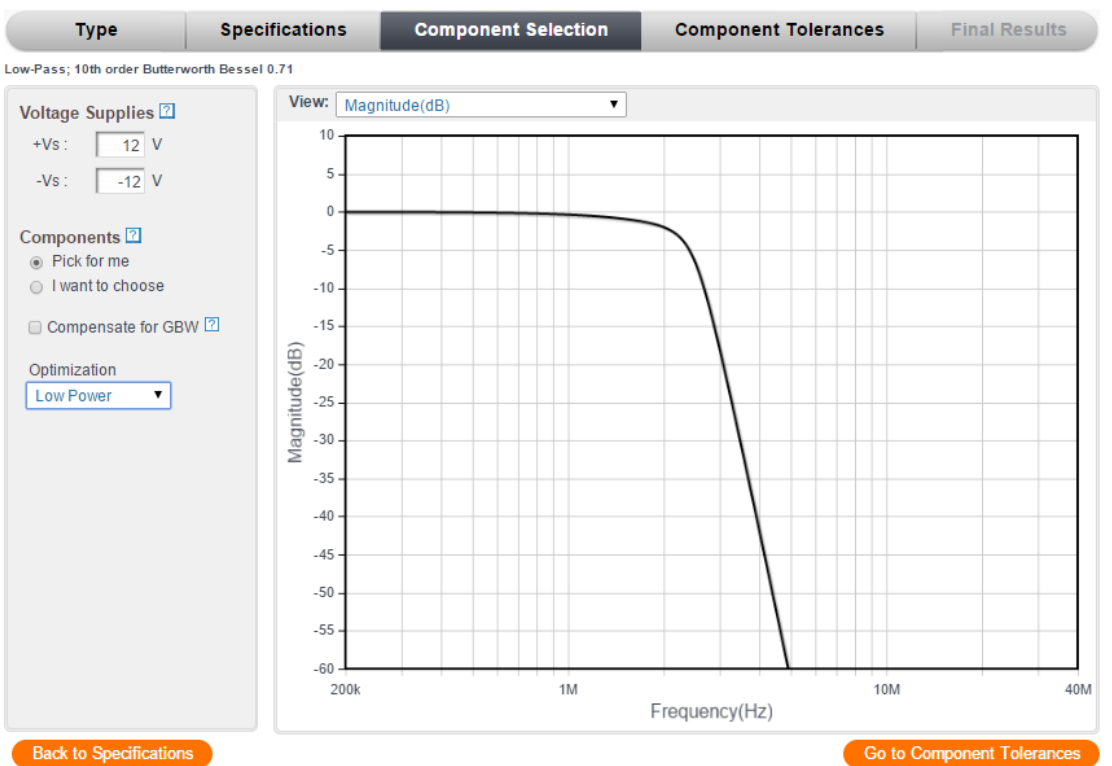 Type
Specifications
Component Selection
Component Tolerances
Final Results
Low-Pass; 10th order Butterworth Bessel 0.71
Voltage Supplies ?
+Vs : 12 V
-Vs : -12 V
Components ?
Pick for me
I want to choose
Compensate for GBW ?
Optimization
Low Power
View: Magnitude(dB)
10
5
0
-5
-10
-15
-20
-25
-30
-35
-40
-45
-50
-55
-60
Magnitude(dB)
200k
1M
10M
40M
Frequency(Hz)
Back to Specifications
Go to Component Tolerances